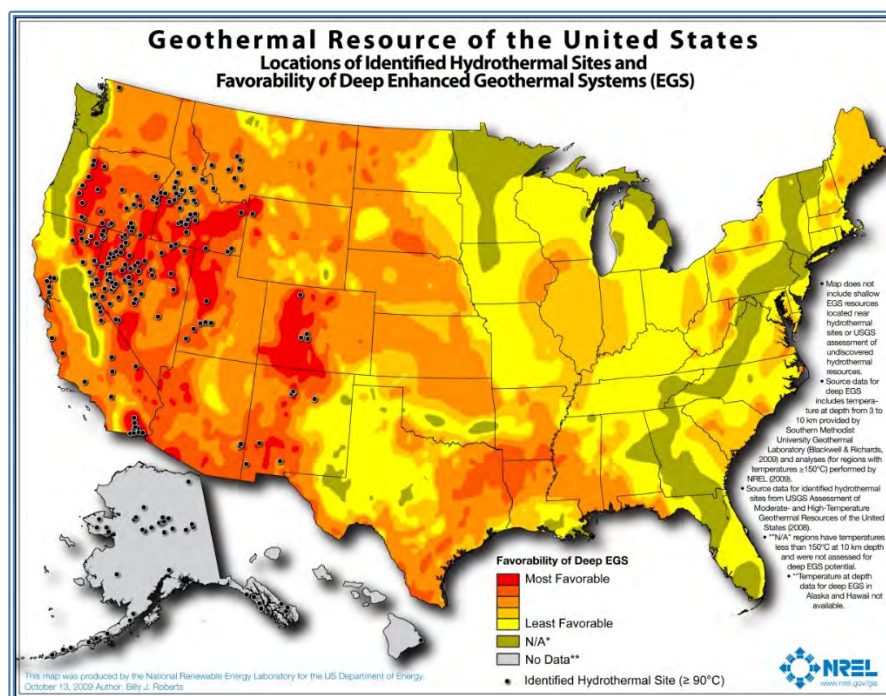 Geothermal Resource of the United States
Locations of Identified Hydrothermal Sites and
Favorability of Deep Enhanced Geothermal Systems (EGS)
• Map does not
include shallow
EGS resources
located near
hydrothermal
sites or USGS
assessment of
undiscovered
hydrothermal
resources.
• Source data for
deep EGS
includes tempera-
ture at depth from 3 to
10 km provided by
Southern Methodist
University Geothermal
Laboratory (Blackwell & Richards,
2009) and analyses (for regions with
temperatures ≥150°C) performed by
NREL (2009).
• Source data for identified hydrothermal
sites from USGS Assessment of
Moderate- and High-Temperature
Geothermal Resources of the United
States (2008).
• *"N/A" regions have temperatures
less than 150°C at 10 km depth
and were not assessed for
deep EGS potential.
• **Temperature at depth
data for deep EGS in
Alaska and Hawaii not
available.
Favorability of Deep EGS
Most Favorable
Least Favorable
N/A*
No Data**
Identified Hydrothermal Site (≥ 90°C)
This map was produced by the National Renewable Energy Laboratory for the US Department of Energy.
October 13, 2009 Author: Billy J. Roberts
NREL
www.nrel.gov/gis